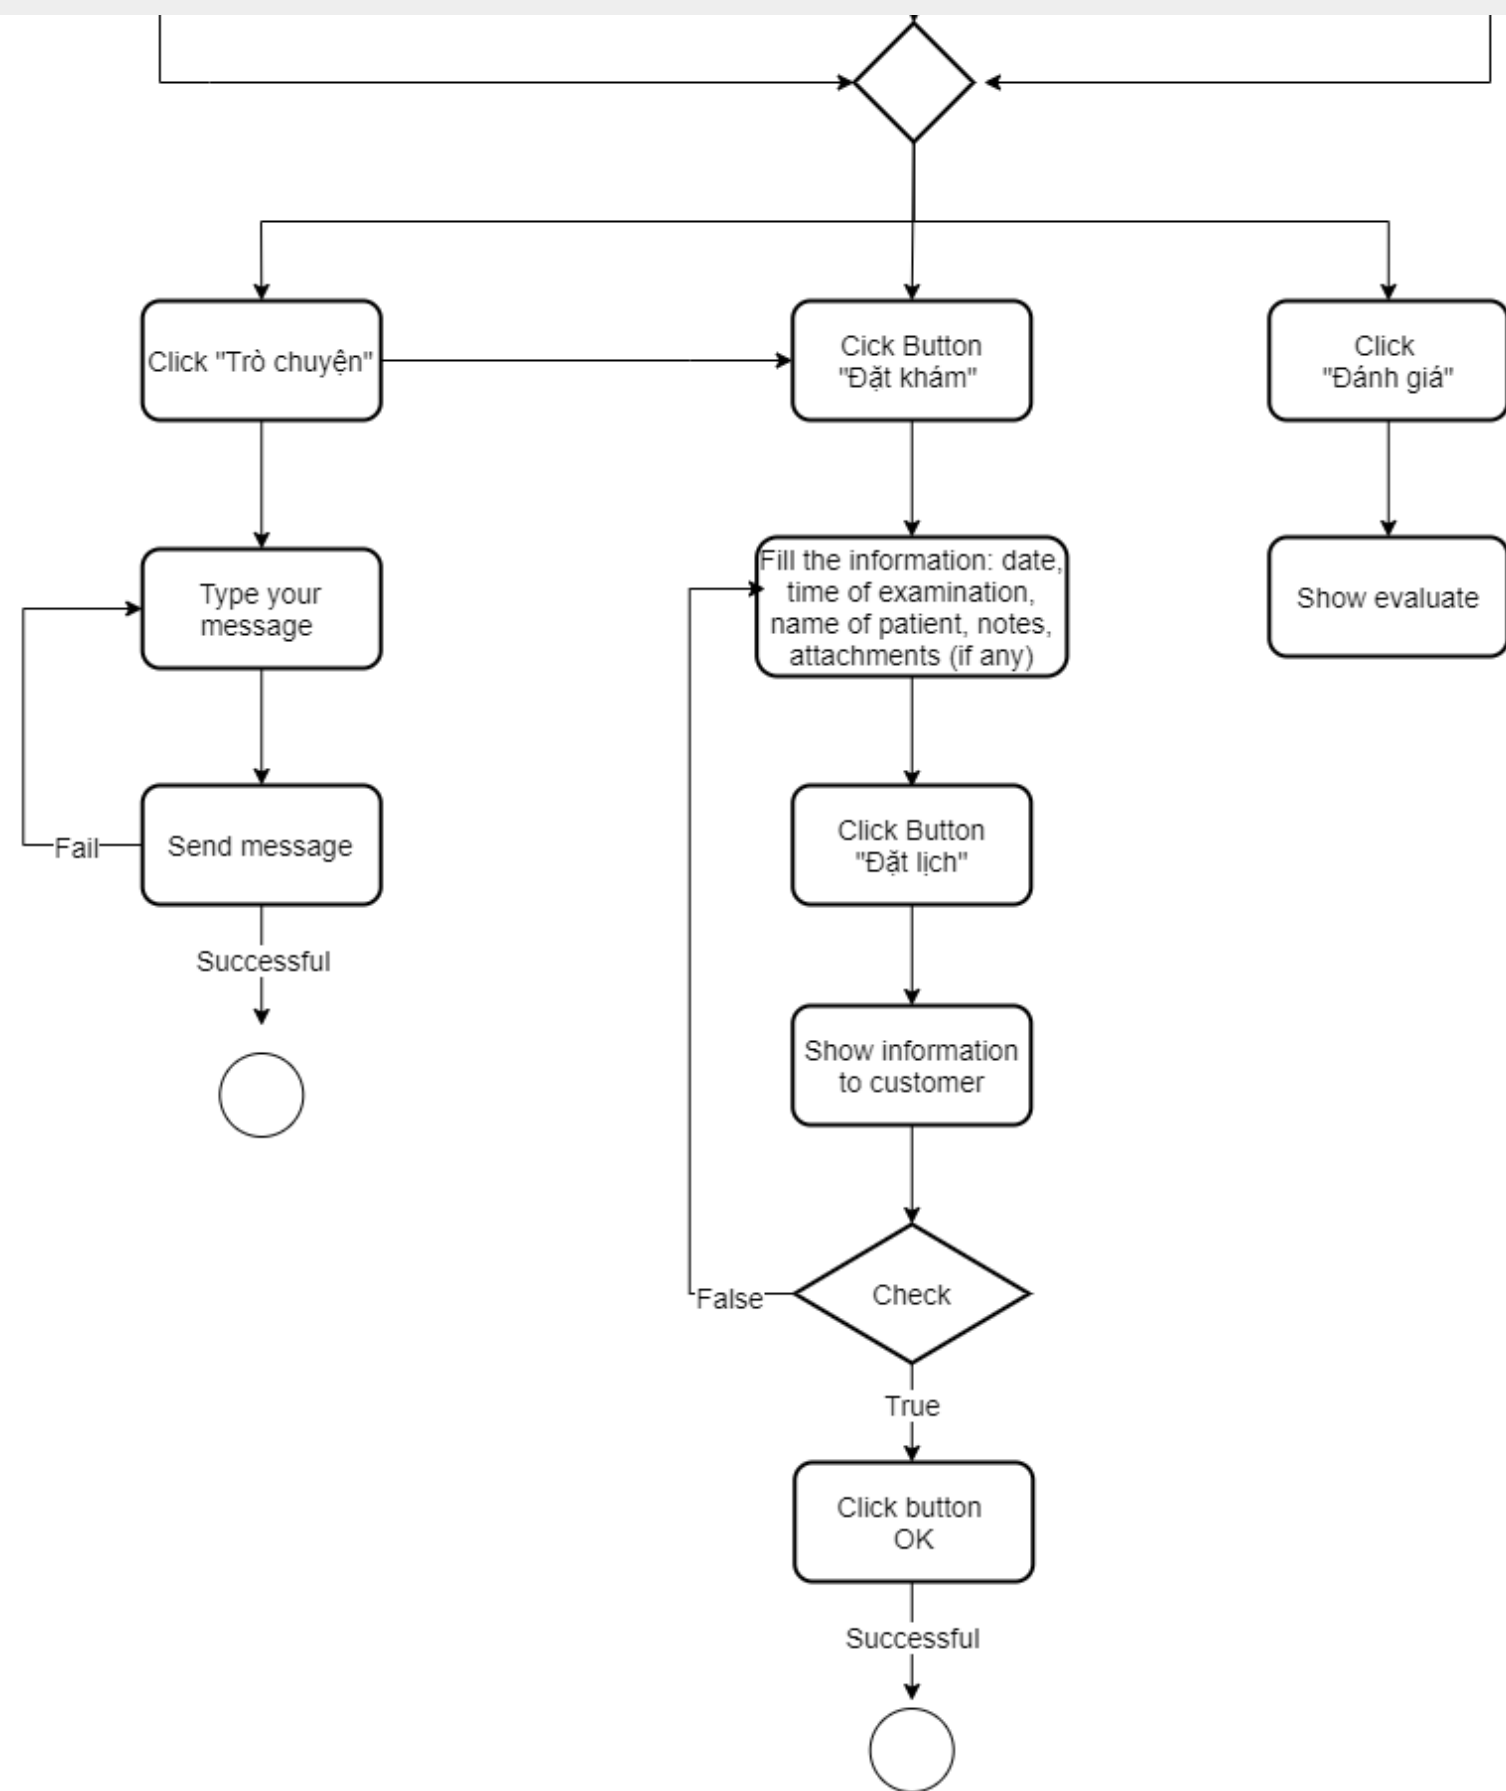 Click "Trò chuyện"
Cick Button
"Đặt khám"
Click
"Đánh giá"
Type your
message
Fill the information: date,
time of examination,
name of patient, notes,
attachments (if any)
Show evaluate
Fail
Send message
Click Button
"Đặt lịch"
Successful
Show information
to customer
False
Check
True
Click button
OK
Successful